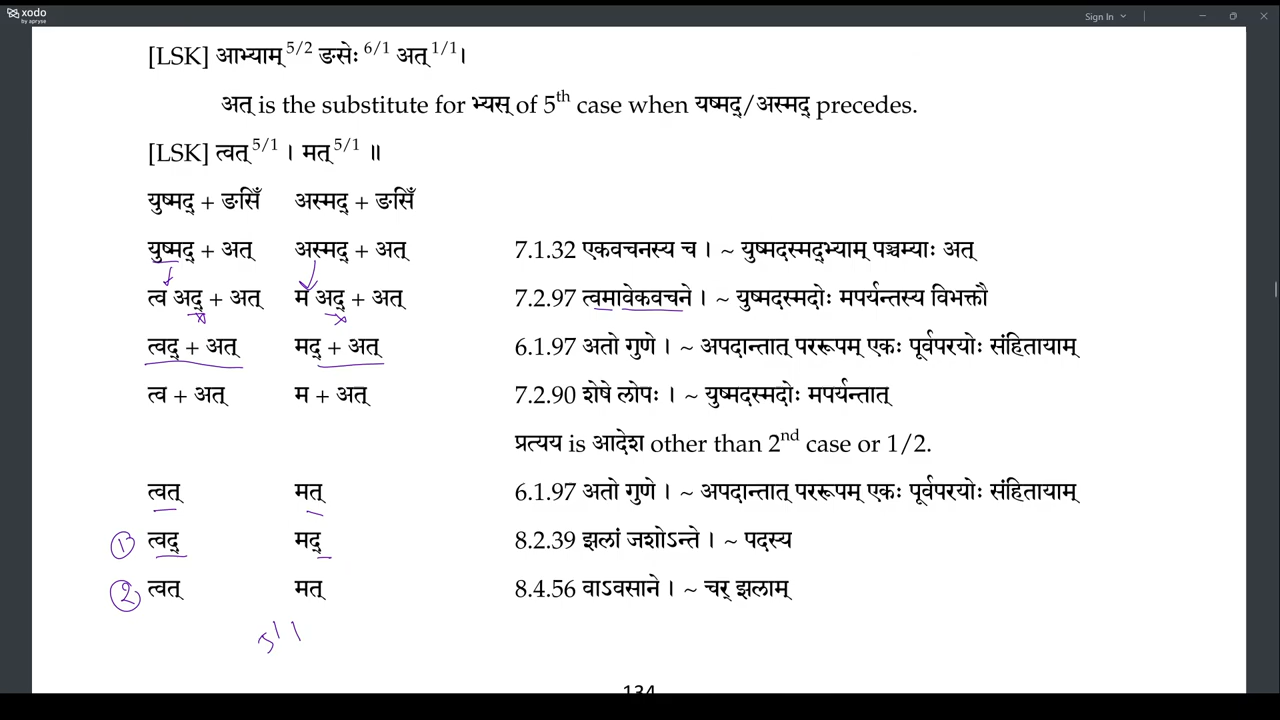 xodo
by apryse
Sign In
[LSK] आभ्याम् 5/2 ङसेः 6/1 अत् 1/1।
अत् is the substitute for भ्यस् of 5th case when यष्मद्/अस्मद् precedes.
[LSK] त्वत् 5/1 । मत् 5/1 ॥
युष्मद् + ङसिँ अस्मद् + ङसिँ
युष्मद् + अत् अस्मद् + अत् 7.1.32 एकवचनस्य च । ~ युष्मदस्मद्भ्याम् पञ्चम्याः अत्
त्व अद् + अत् म अद् + अत् 7.2.97 त्वमावेकवचने । ~ युष्मदस्मदोः मपर्यन्तस्य विभक्तौ
त्वद् + अत् मद् + अत् 6.1.97 अतो गुणे । ~ अपदान्तात् पररूपम् एकः पूर्वपरयोः संहितायाम्
त्व + अत् म + अत् 7.2.90 शेषे लोपः । ~ युष्मदस्मदोः मपर्यन्तात्
प्रत्यय is आदेश other than 2nd case or 1/2.
त्वत् मत् 6.1.97 अतो गुणे । ~ अपदान्तात् पररूपम् एकः पूर्वपरयोः संहितायाम्
1 त्वद् मद् 8.2.39 झलां जशोऽन्ते । ~ पदस्य
2 त्वत् मत् 8.4.56 वाऽवसाने । ~ चर् झलाम्
5/1
134